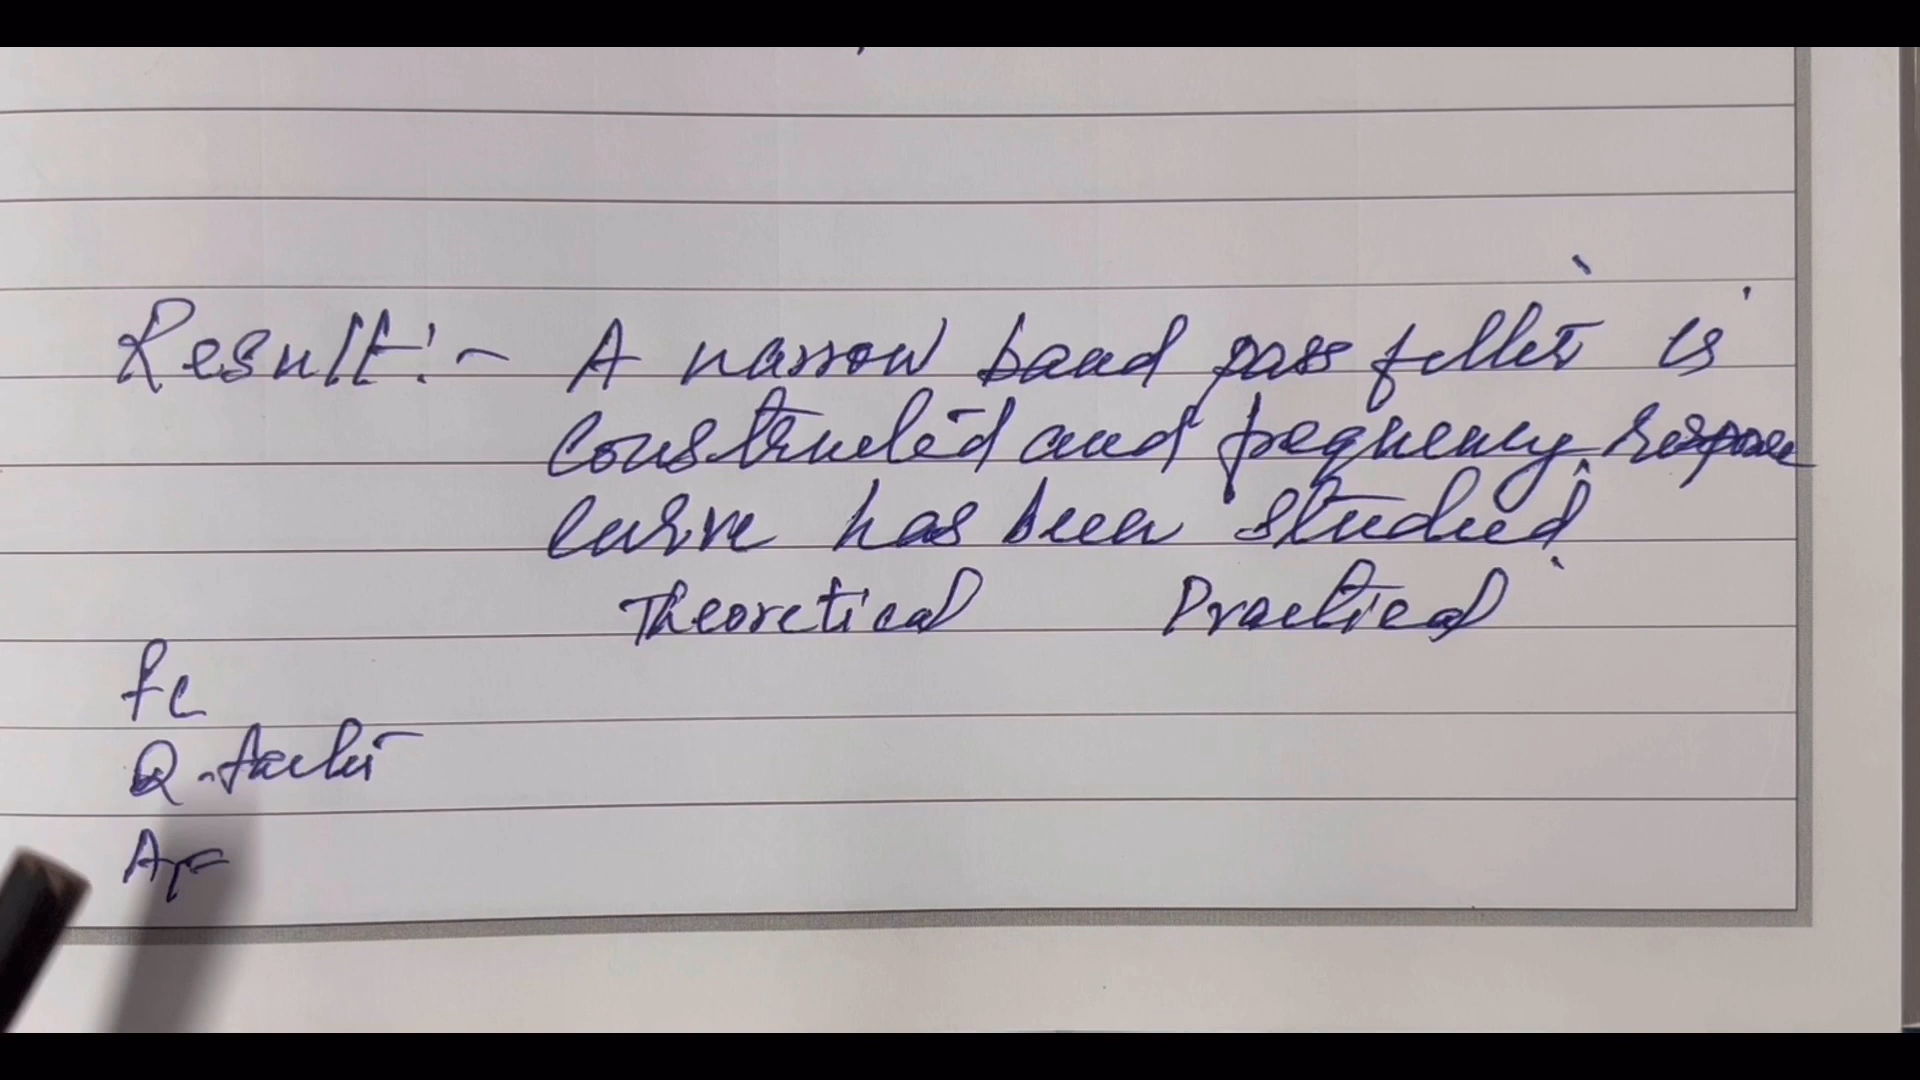 Result:- A narrow band pass filter is
constructed and frequency response
curve has been studied.
Theoretical Practical
fc
Q-factor
AF